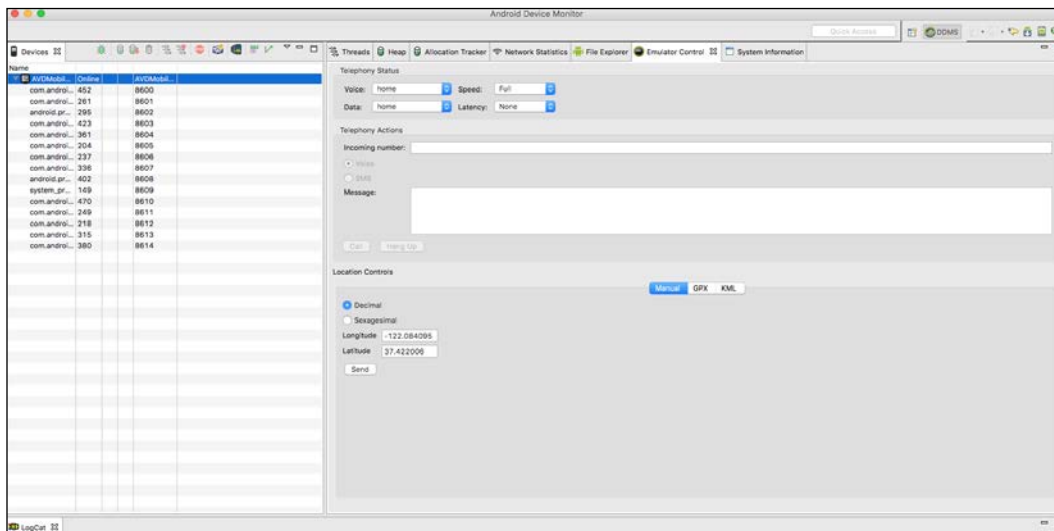 Android Device Monitor
Quick Access
DDMS
Devices
Threads Heap Allocation Tracker Network Statistics File Explorer Emulator Control System Information
Name
AVDMobil... Online AVDMobil...
com.androi... 452 8600
com.androi... 261 8601
android.pr... 295 8602
com.androi... 423 8603
com.androi... 361 8604
com.androi... 204 8605
com.androi... 237 8606
com.androi... 336 8607
android.pr... 402 8608
system_pr... 149 8609
com.androi... 470 8610
com.androi... 249 8611
com.androi... 218 8612
com.androi... 315 8613
com.androi... 380 8614
Telephony Status
Voice: home Speed: Full
Data: home Latency: None
Telephony Actions
Incoming number:
Voice
SMS
Message:
Call Hang Up
Location Controls
Manual GPX KML
Decimal
Sexagesimal
Longitude -122.084095
Latitude 37.422006
Send
LogCat